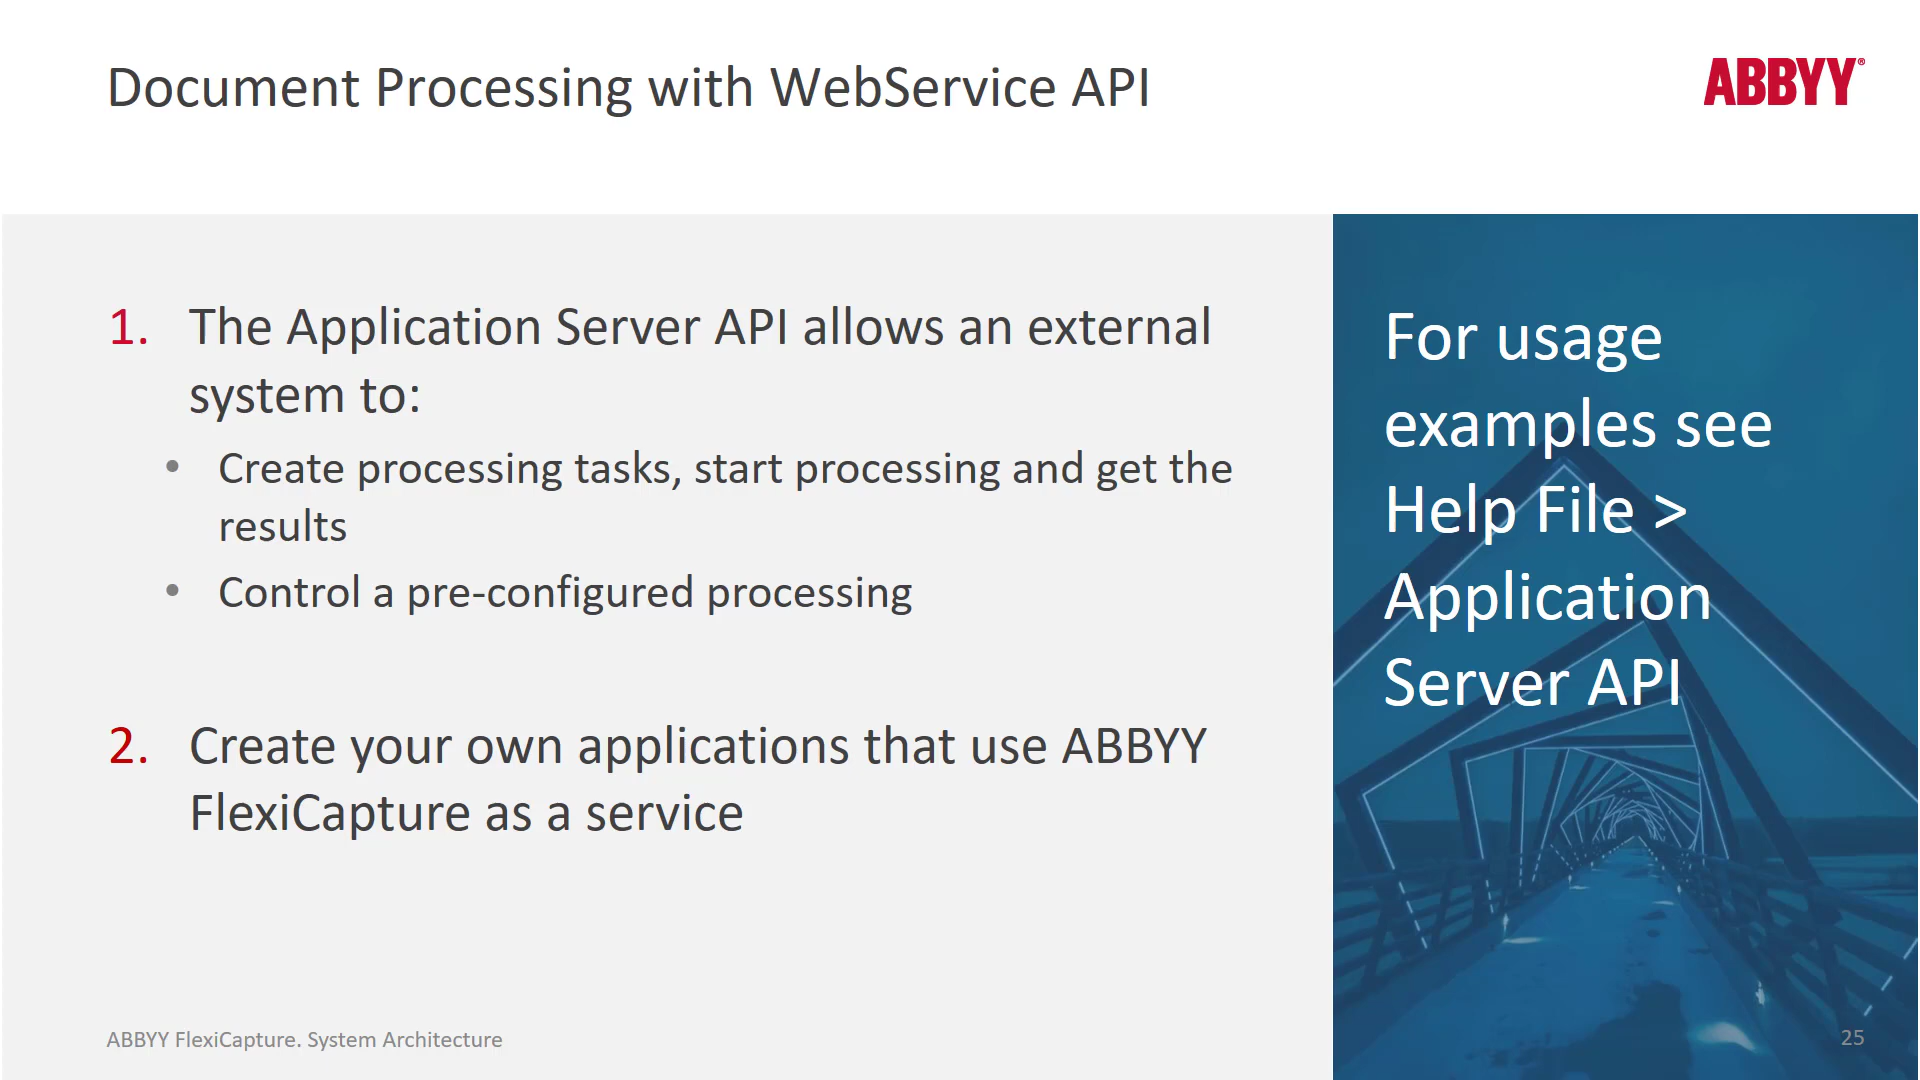 Document Processing with WebService API
ABBYY®
1. The Application Server API allows an external
system to:
• Create processing tasks, start processing and get the
results
• Control a pre-configured processing
2. Create your own applications that use ABBYY
FlexiCapture as a service
For usage
examples see
Help File >
Application
Server API
ABBYY FlexiCapture. System Architecture
25